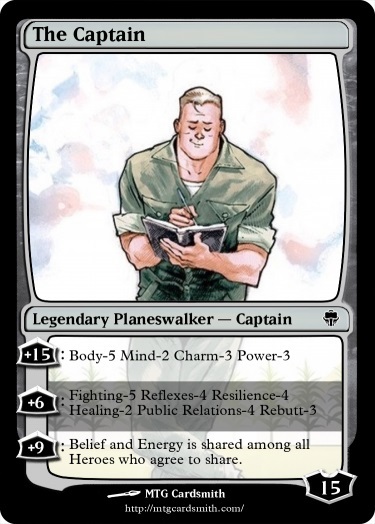 The Captain
Legendary Planeswalker — Captain
+15: Body-5 Mind-2 Charm-3 Power-3
+6: Fighting-5 Reflexes-4 Resilience-4
Healing-2 Public Relations-4 Rebutt-3
+9: Belief and Energy is shared among all
Heroes who agree to share.
15
MTG Cardsmith
http://mtgcardsmith.com/